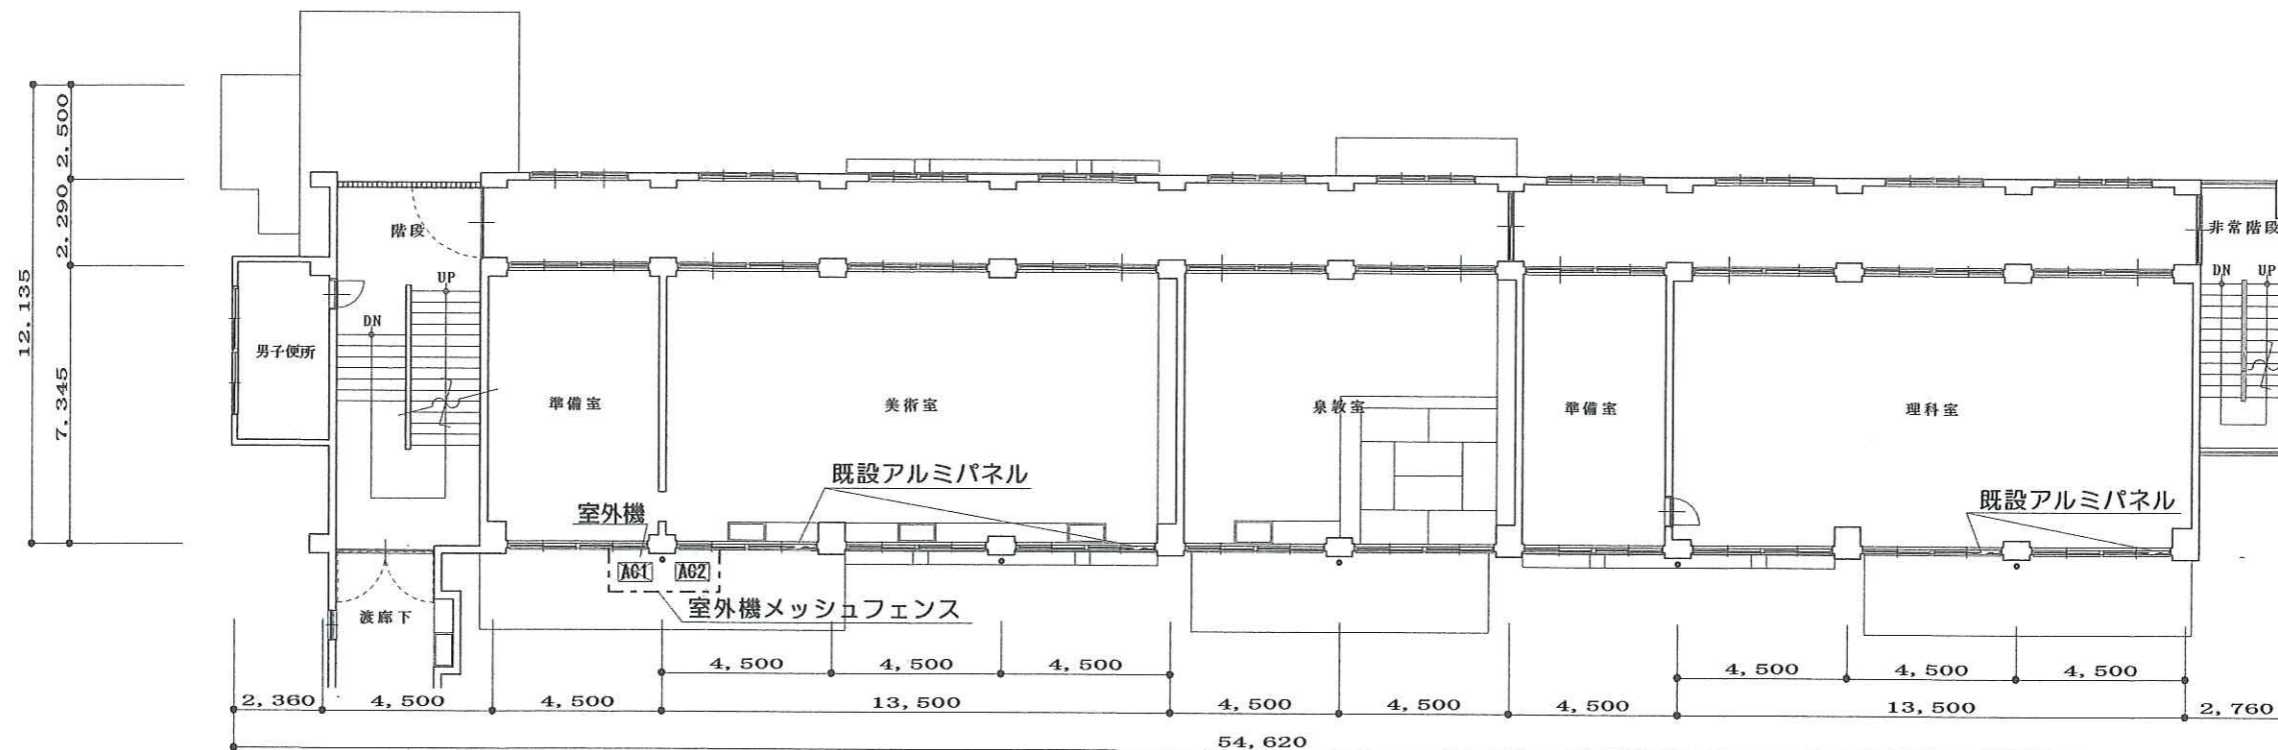 2,500
2,290
12,135
7,345
階段
UP
DN
男子便所
準備室
美術室
泉教室
準備室
理科室
非常階段
DN
UP
既設アルミパネル
既設アルミパネル
室外機
AC1
AC2
室外機メッシュフェンス
渡廊下
4,500
4,500
4,500
4,500
4,500
4,500
2,360
4,500
4,500
13,500
4,500
4,500
4,500
13,500
2,760
54,620